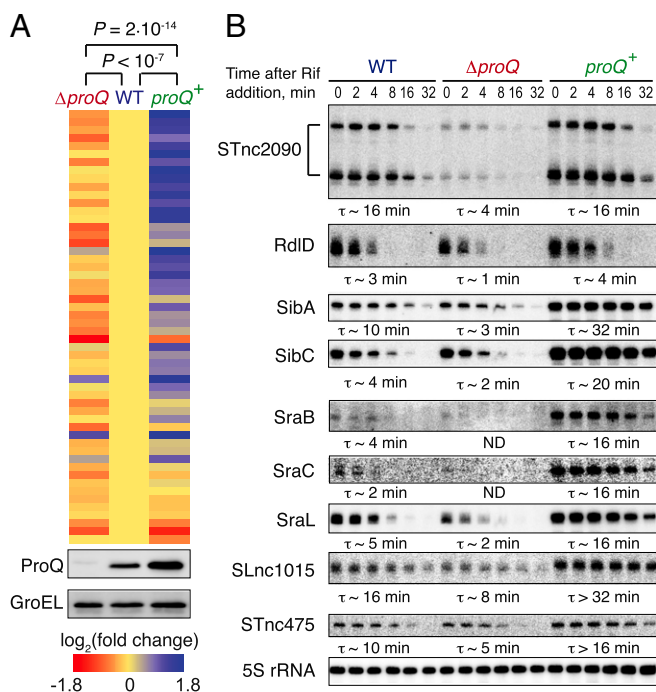 A
P = 2·10-14
P < 10-7
ΔproQ WT proQ+
ProQ
GroEL
log2(fold change)
-1.8 0 1.8
B
WT ΔproQ proQ+
Time after Rif
addition, min
0 2 4 8 16 32 0 2 4 8 16 32 0 2 4 8 16 32
STnc2090
τ ~ 16 min τ ~ 4 min τ ~ 16 min
RdlD
τ ~ 3 min τ ~ 1 min τ ~ 4 min
SibA
τ ~ 10 min τ ~ 3 min τ ~ 32 min
SibC
τ ~ 4 min τ ~ 2 min τ ~ 20 min
SraB
τ ~ 4 min ND τ ~ 16 min
SraC
τ ~ 2 min ND τ ~ 16 min
SraL
τ ~ 5 min τ ~ 2 min τ ~ 16 min
SLnc1015
τ ~ 16 min τ ~ 8 min τ > 32 min
STnc475
τ ~ 10 min τ ~ 5 min τ > 16 min
5S rRNA